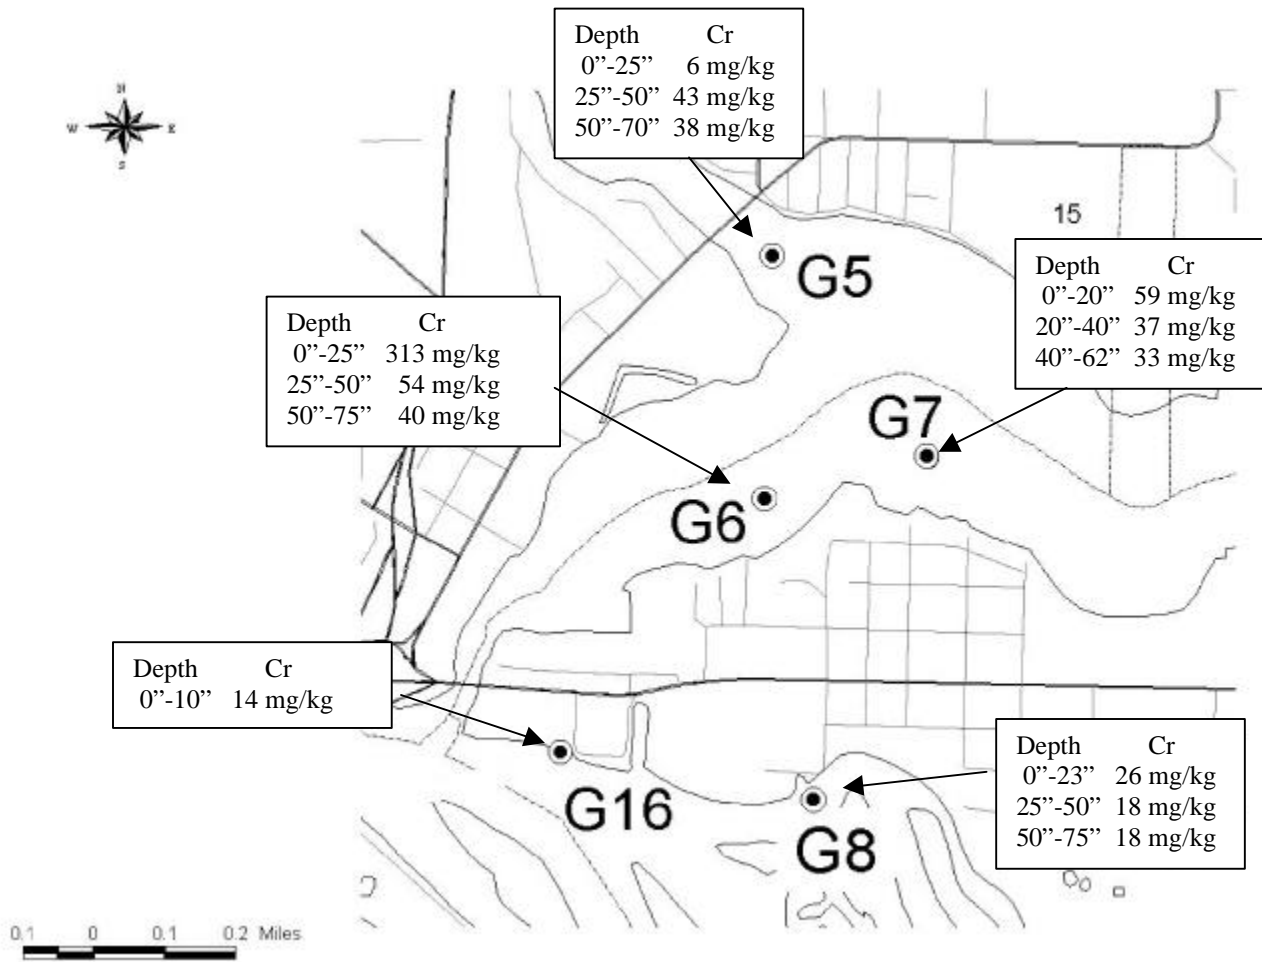 Depth Cr
0”-25” 6 mg/kg
25”-50” 43 mg/kg
50”-70” 38 mg/kg
N
W E
S
15
G5
Depth Cr
0”-20” 59 mg/kg
20”-40” 37 mg/kg
40”-62” 33 mg/kg
Depth Cr
0”-25” 313 mg/kg
25”-50” 54 mg/kg
50”-75” 40 mg/kg
G7
G6
Depth Cr
0”-10” 14 mg/kg
G16
G8
Depth Cr
0”-23” 26 mg/kg
25”-50” 18 mg/kg
50”-75” 18 mg/kg
0.1 0 0.1 0.2 Miles